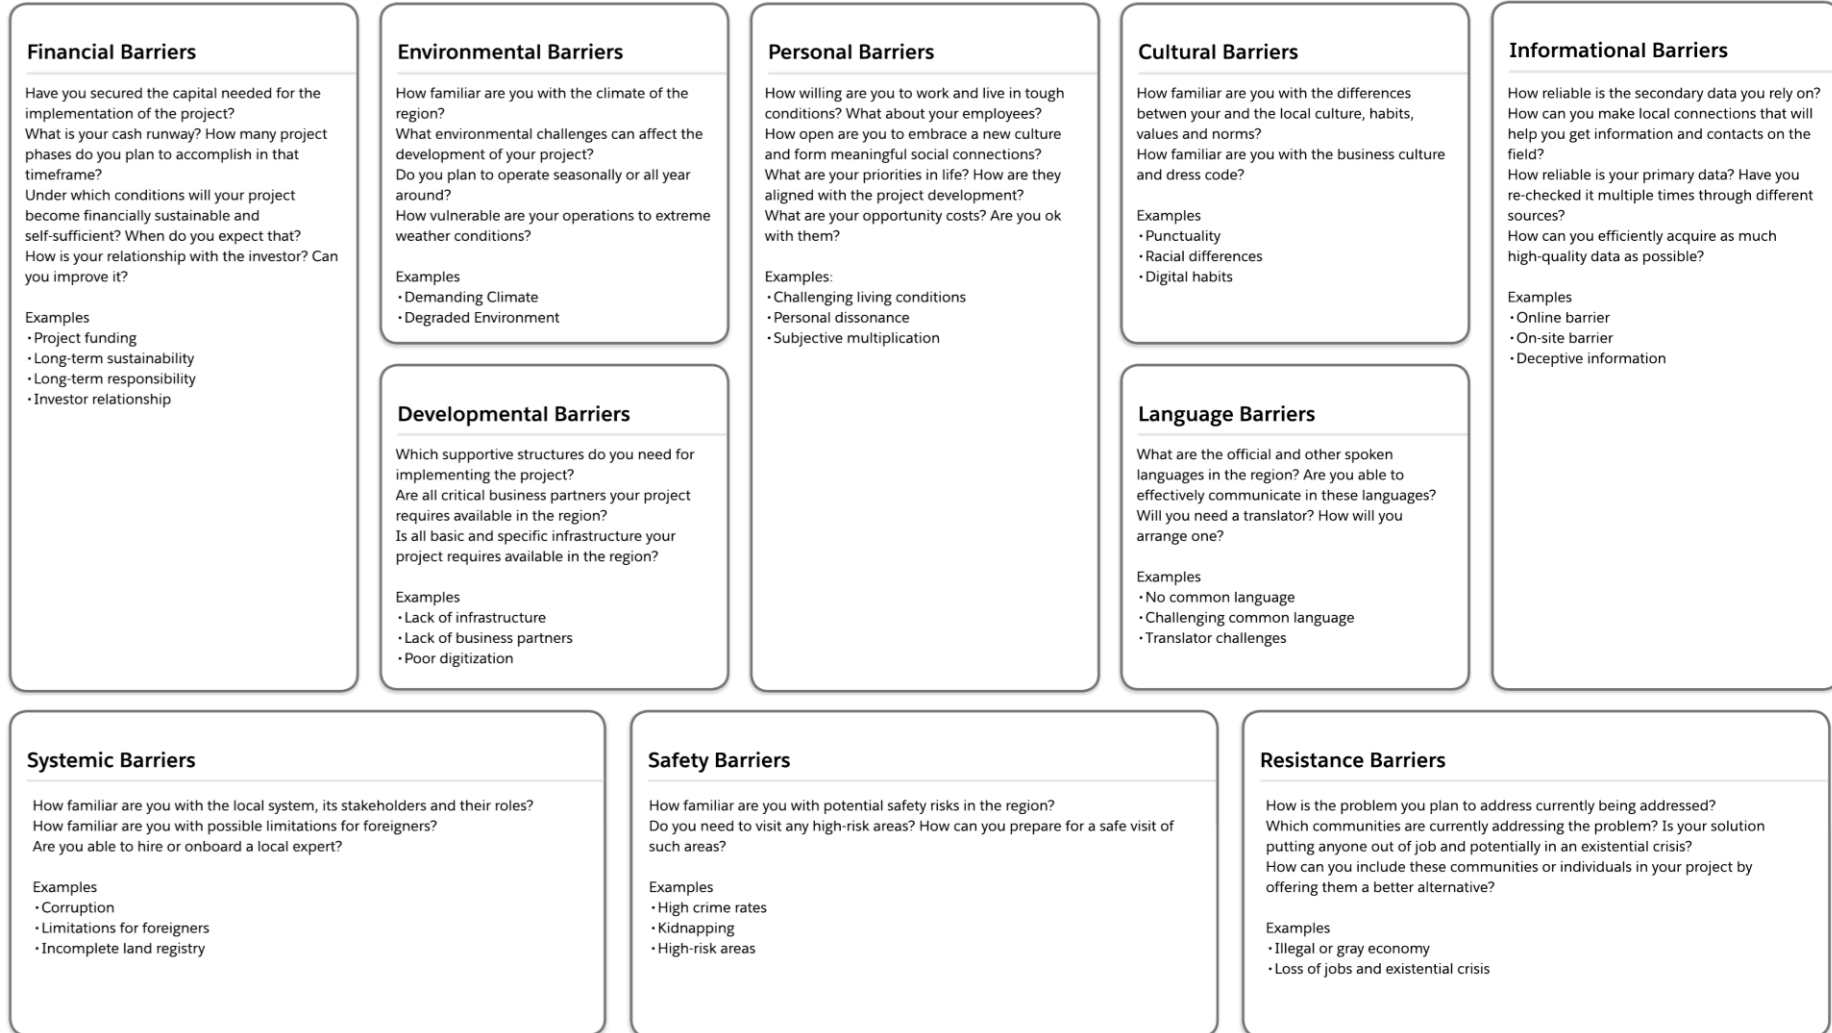 Financial Barriers
Have you secured the capital needed for the
implementation of the project?
What is your cash runway? How many project
phases do you plan to accomplish in that
timeframe?
Under which conditions will your project
become financially sustainable and
self-sufficient? When do you expect that?
How is your relationship with the investor? Can
you improve it?
Examples
• Project funding
• Long-term sustainability
• Long-term responsibility
• Investor relationship
Environmental Barriers
How familiar are you with the climate of the
region?
What environmental challenges can affect the
development of your project?
Do you plan to operate seasonally or all year
around?
How vulnerable are your operations to extreme
weather conditions?
Examples
• Demanding Climate
• Degraded Environment
Developmental Barriers
Which supportive structures do you need for
implementing the project?
Are all critical business partners your project
requires available in the region?
Is all basic and specific infrastructure your
project requires available in the region?
Examples
• Lack of infrastructure
• Lack of business partners
• Poor digitization
Personal Barriers
How willing are you to work and live in tough
conditions? What about your employees?
How open are you to embrace a new culture
and form meaningful social connections?
What are your priorities in life? How are they
aligned with the project development?
What are your opportunity costs? Are you ok
with them?
Examples:
• Challenging living conditions
• Personal dissonance
• Subjective multiplication
Cultural Barriers
How familiar are you with the differences
betwen your and the local culture, habits,
values and norms?
How familiar are you with the business culture
and dress code?
Examples
• Punctuality
• Racial differences
• Digital habits
Language Barriers
What are the official and other spoken
languages in the region? Are you able to
effectively communicate in these languages?
Will you need a translator? How will you
arrange one?
Examples
• No common language
• Challenging common language
• Translator challenges
Informational Barriers
How reliable is the secondary data you rely on?
How can you make local connections that will
help you get information and contacts on the
field?
How reliable is your primary data? Have you
re-checked it multiple times through different
sources?
How can you efficiently acquire as much
high-quality data as possible?
Examples
• Online barrier
• On-site barrier
• Deceptive information
Systemic Barriers
How familiar are you with the local system, its stakeholders and their roles?
How familiar are you with possible limitations for foreigners?
Are you able to hire or onboard a local expert?
Examples
• Corruption
• Limitations for foreigners
• Incomplete land registry
Safety Barriers
How familiar are you with potential safety risks in the region?
Do you need to visit any high-risk areas? How can you prepare for a safe visit of
such areas?
Examples
• High crime rates
• Kidnapping
• High-risk areas
Resistance Barriers
How is the problem you plan to address currently being addressed?
Which communities are currently addressing the problem? Is your solution
putting anyone out of job and potentially in an existential crisis?
How can you include these communities or individuals in your project by
offering them a better alternative?
Examples
• Illegal or gray economy
• Loss of jobs and existential crisis